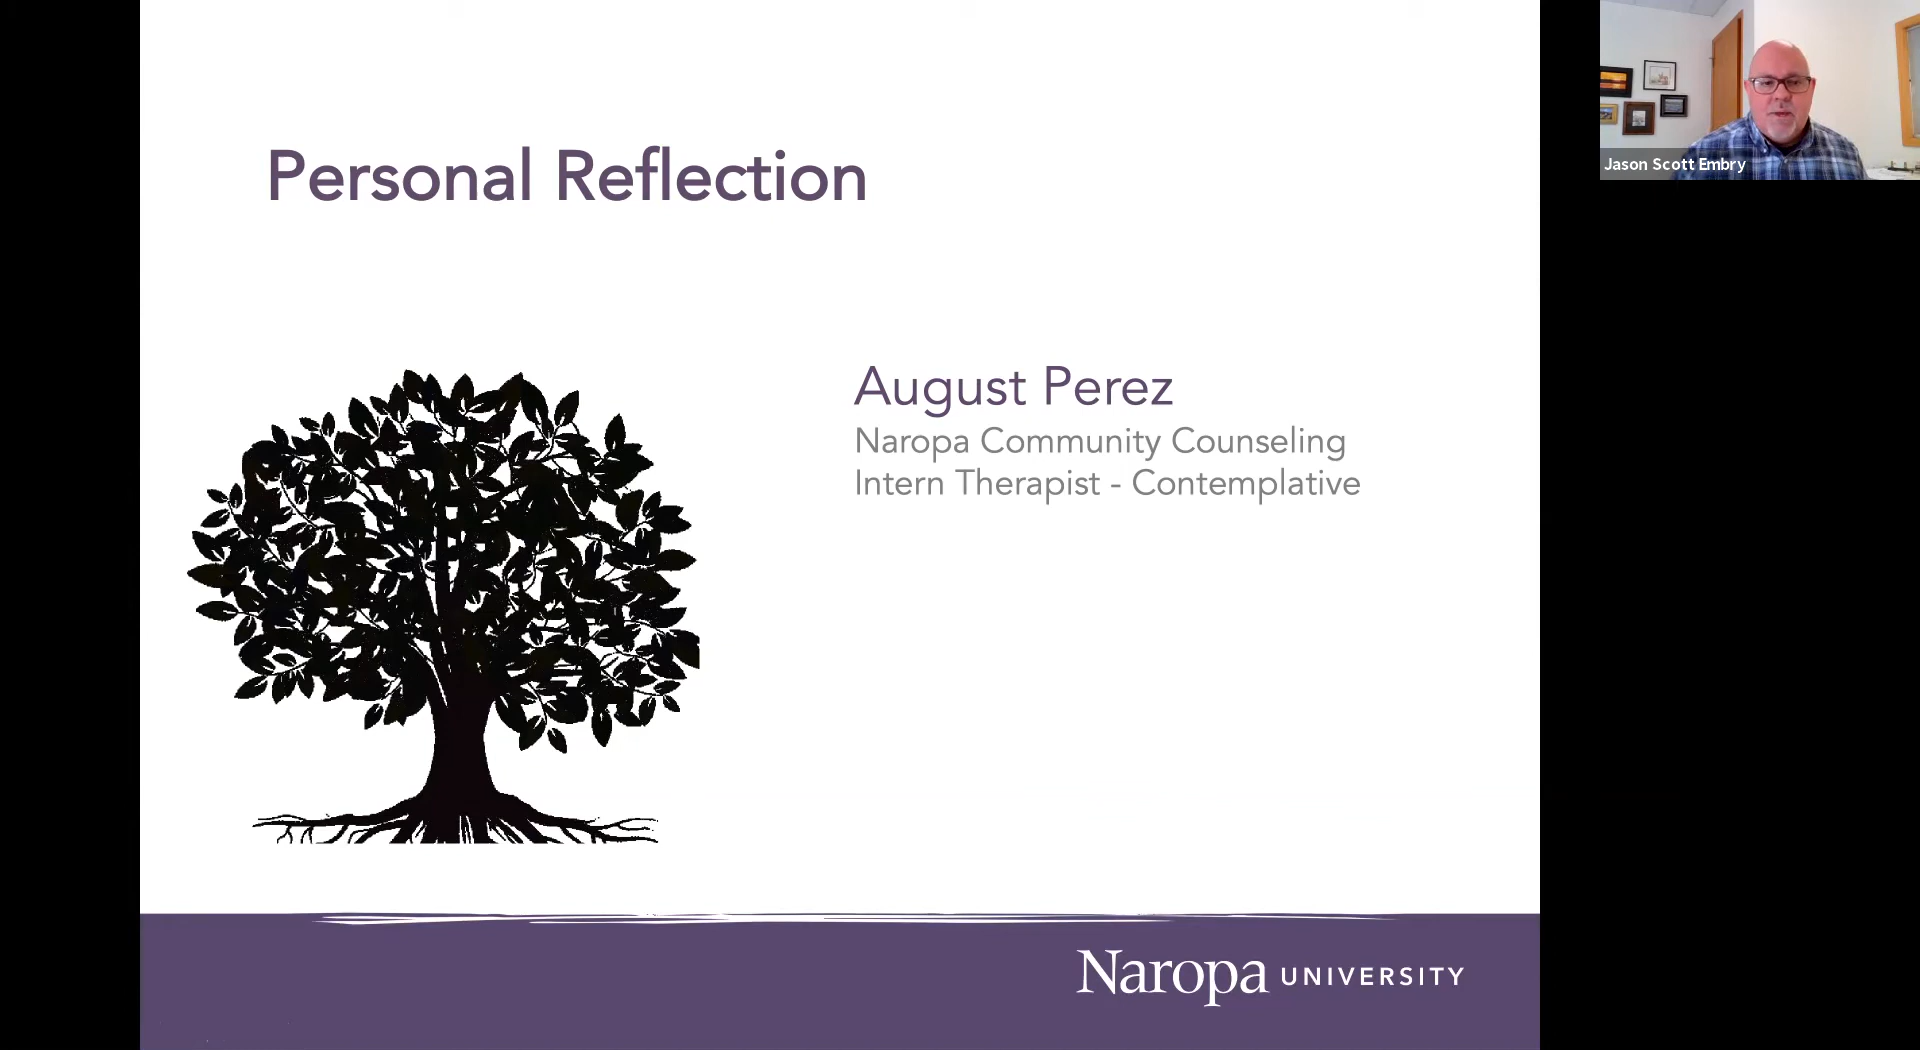 Personal Reflection
August Perez
Naropa Community Counseling
Intern Therapist - Contemplative
Naropa UNIVERSITY
Jason Scott Embry